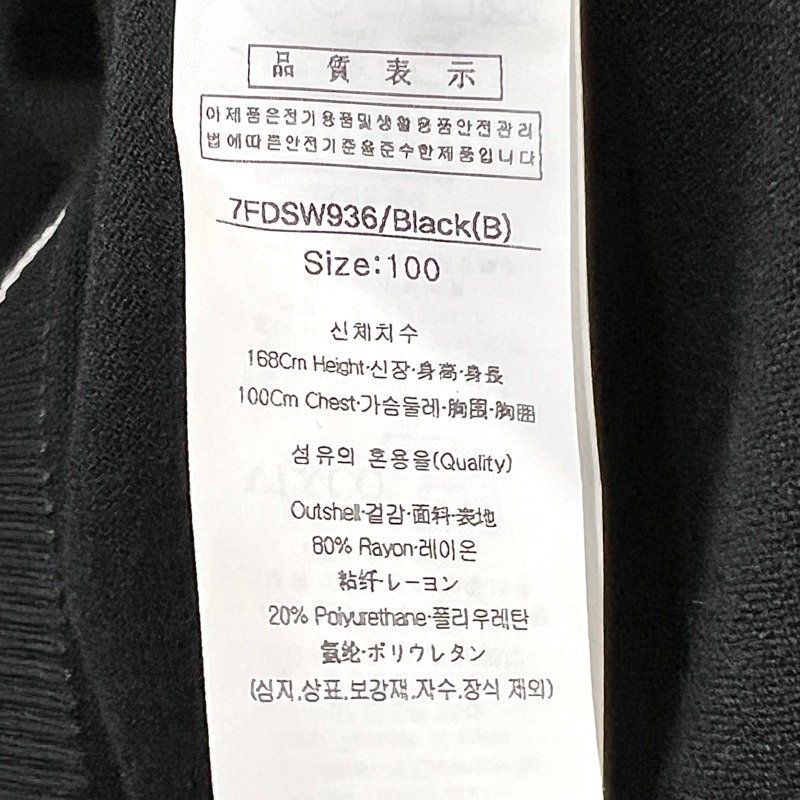 品質表示
이제품은전기용품및생활용품안전관리
법에따른안전기준을준수한제품입니다
7FDSW936/Black(B)
Size:100
신체치수
168Cm Height·신장·身高·身長
100Cm Chest·가슴둘레·胸围·胸囲
섬유의 혼용율(Quality)
Outshell·겉감·面料·表地
80% Rayon·레이온
粘纤·レーヨン
20% Polyurethane·폴리우레탄
氨纶·ポリウレタン
(심지.상표.보강재.자수.장식 제외)